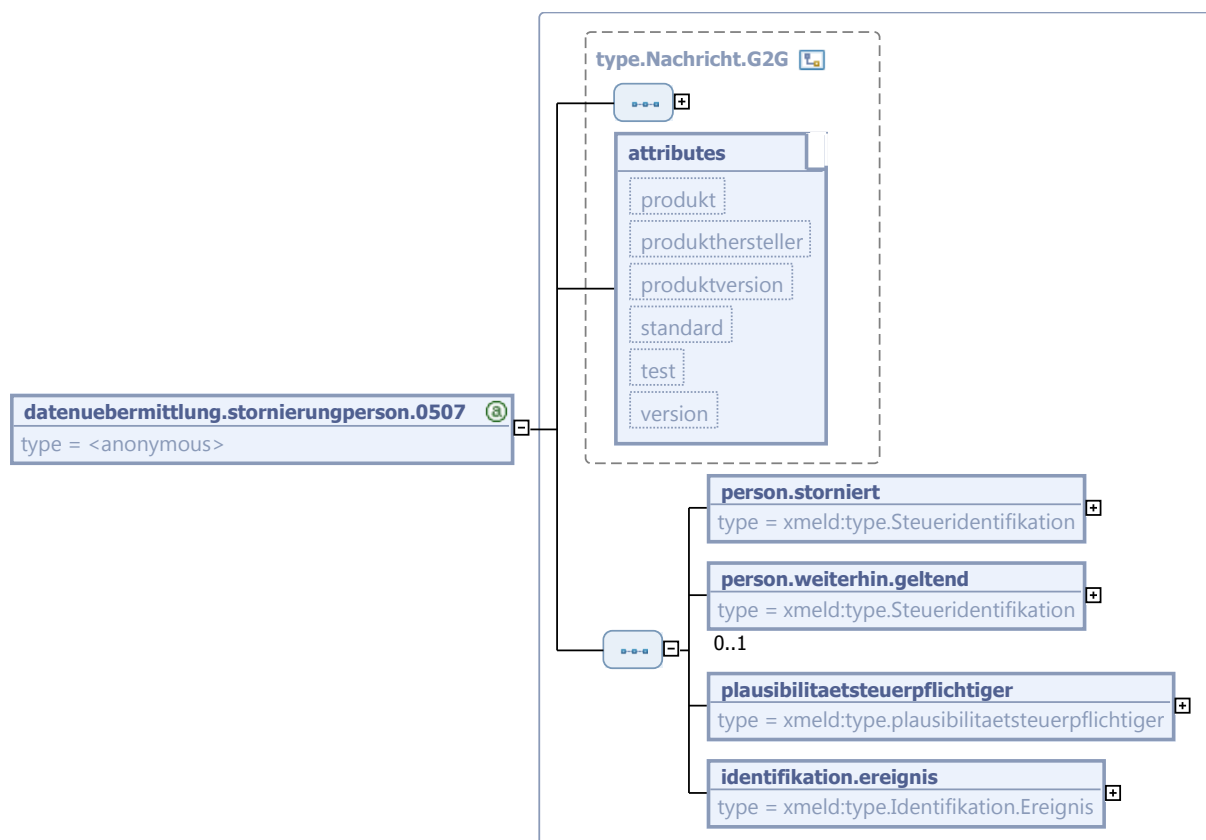 type.Nachricht.G2G
attributes
produkt
produkthersteller
produktversion
standard
test
version
datenuebermittlung.stornierungperson.0507 a
type = <anonymous>
person.storniert
type = xmeld:type.Steueridentifikation
person.weiterhin.geltend
type = xmeld:type.Steueridentifikation
0..1
plausibilitaetsteuerpflichtiger
type = xmeld:type.plausibilitaetsteuerpflichtiger
identifikation.ereignis
type = xmeld:type.Identifikation.Ereignis